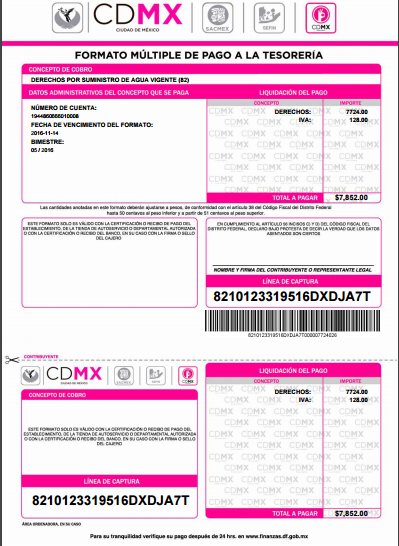 CDMX
CIUDAD DE MÉXICO
SACMEX
SEFIN
CDMX
FORMATO MÚLTIPLE DE PAGO A LA TESORERÍA
CONCEPTO DE COBRO
DERECHOS POR SUMINISTRO DE AGUA VIGENTE (82)
DATOS ADMINISTRATIVOS DEL CONCEPTO QUE SE PAGA
LIQUIDACIÓN DEL PAGO
CONCEPTO IMPORTE
NÚMERO DE CUENTA:
DERECHOS: 7724.00
IVA: 128.00
FECHA DE VENCIMIENTO DEL FORMATO:
2016-11-14
BIMESTRE:
05 / 2016
TOTAL A PAGAR $7,852.00
Las cantidades anotadas en este formato deberán ajustarse a pesos, de conformidad con el artículo 38 del Código Fiscal del Distrito Federal
hasta 50 centavos al peso inferior y a partir de 51 centavos al peso superior.
ESTE FORMATO SOLO ES VÁLIDO CON LA CERTIFICACIÓN O RECIBO DE PAGO DEL
ESTABLECIMIENTO, DE LA TIENDA DE AUTOSERVICIO O DEPARTAMENTAL AUTORIZADA
O CON LA CERTIFICACIÓN O RECIBO DEL BANCO, EN SU CASO CON LA FIRMA O SELLO
DEL CAJERO
EN CUMPLIMIENTO AL ARTÍCULO 56 INCISOS C) Y G) DEL CÓDIGO FISCAL DEL
DISTRITO FEDERAL, DECLARO BAJO PROTESTA DE DECIR LA VERDAD QUE LOS DATOS
ASENTADOS SON CIERTOS
NOMBRE Y FIRMA DEL CONTRIBUYENTE O REPRESENTANTE LEGAL
LÍNEA DE CAPTURA
8210123319516DXDJA7T
8210123319516DXDJA7T000007724026
CONTRIBUYENTE
CDMX
CIUDAD DE MÉXICO
LIQUIDACIÓN DEL PAGO
CONCEPTO IMPORTE
CONCEPTO DE COBRO
DERECHOS: 7724.00
IVA: 128.00
ESTE FORMATO SOLO ES VÁLIDO CON LA CERTIFICACIÓN O RECIBO DE PAGO DEL
ESTABLECIMIENTO, DE LA TIENDA DE AUTOSERVICIO O DEPARTAMENTAL AUTORIZADA
O CON LA CERTIFICACIÓN O RECIBO DEL BANCO, EN SU CASO CON LA FIRMA O SELLO
DEL CAJERO
LÍNEA DE CAPTURA
8210123319516DXDJA7T
TOTAL A PAGAR $7,852.00
ÁREA ORDENADORA, EN SU CASO
Para su tranquilidad verifique su pago después de 24 hrs. en www.finanzas.df.gob.mx